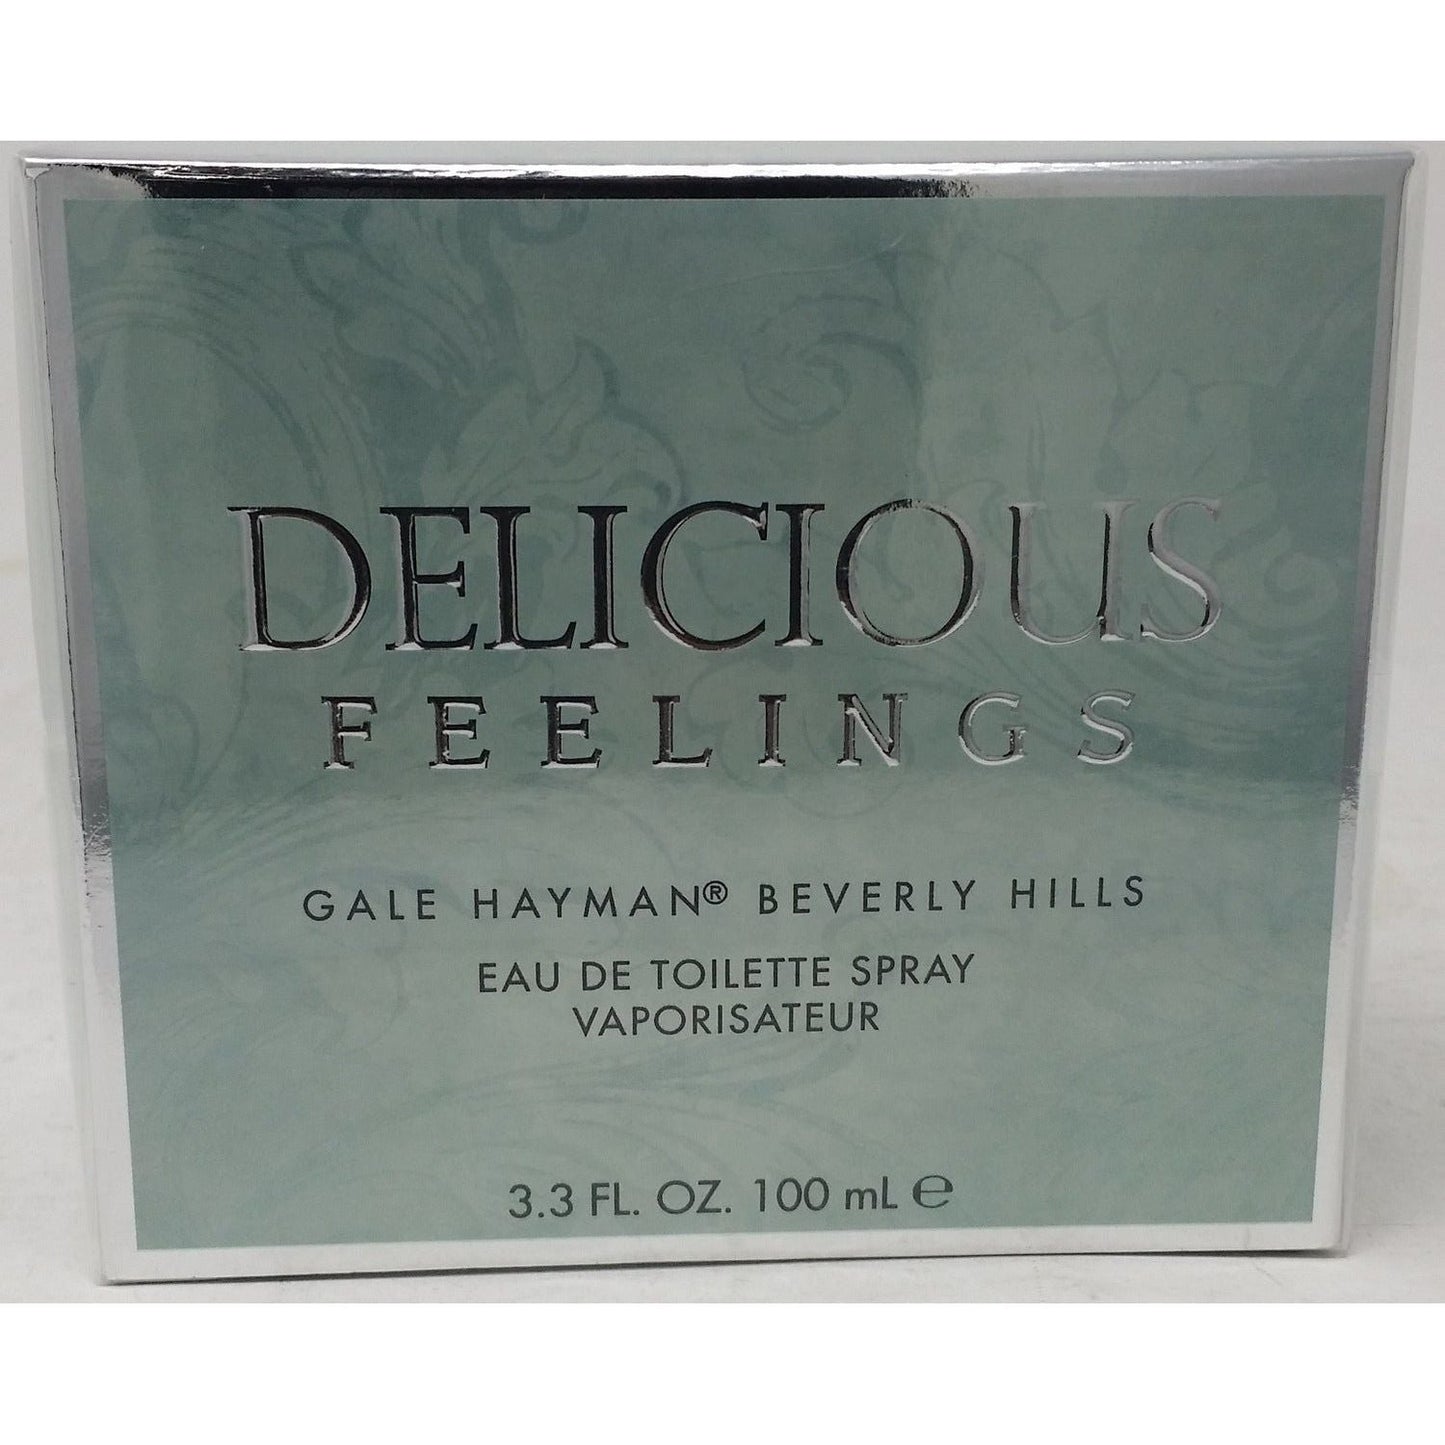 DELICIOUS
FEELINGS
GALE HAYMAN® BEVERLY HILLS
EAU DE TOILETTE SPRAY
VAPORISATEUR
3.3 FL. OZ. 100 mL ℮